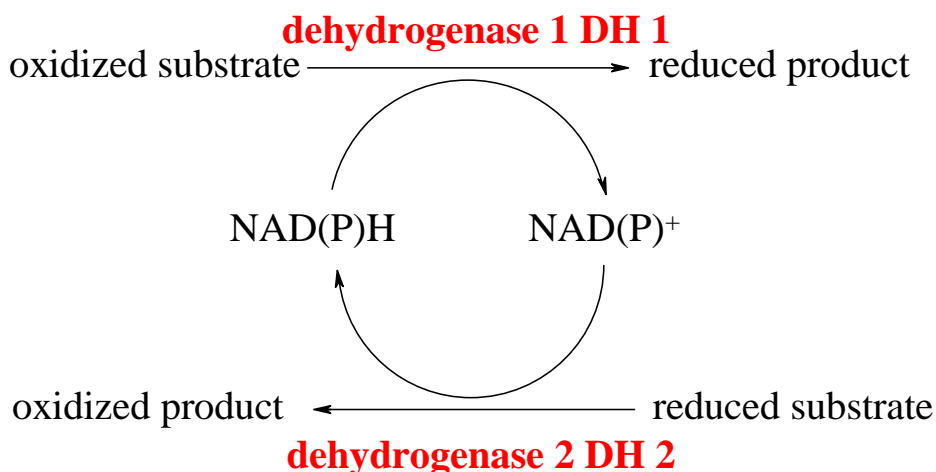 dehydrogenase 1 DH 1
oxidized substrate reduced product
NAD(P)H NAD(P)⁺
oxidized product reduced substrate
dehydrogenase 2 DH 2